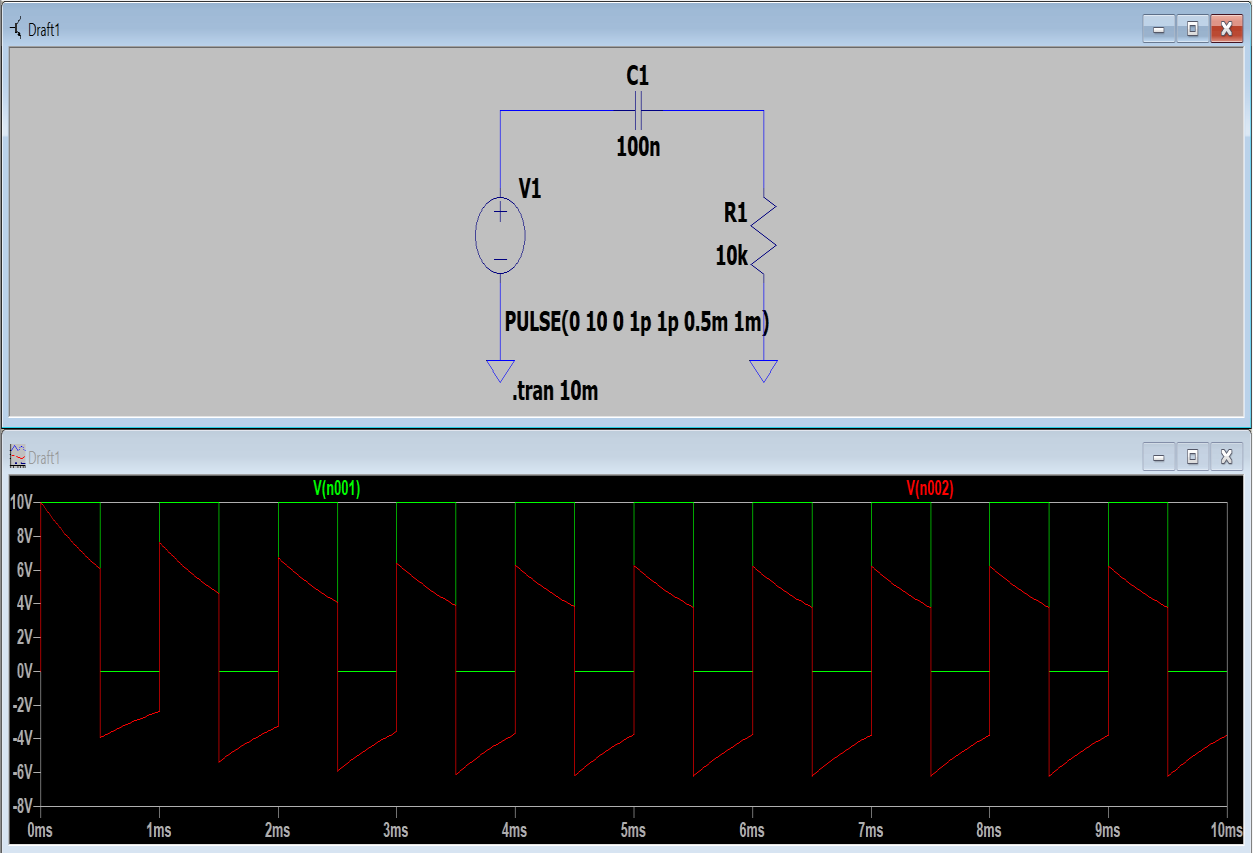 Draft1
C1
100n
V1
R1
10k
PULSE(0 10 0 1p 1p 0.5m 1m)
.tran 10m
Draft1
V(n001) V(n002)
10V
8V
6V
4V
2V
0V
-2V
-4V
-6V
-8V
0ms 1ms 2ms 3ms 4ms 5ms 6ms 7ms 8ms 9ms 10ms